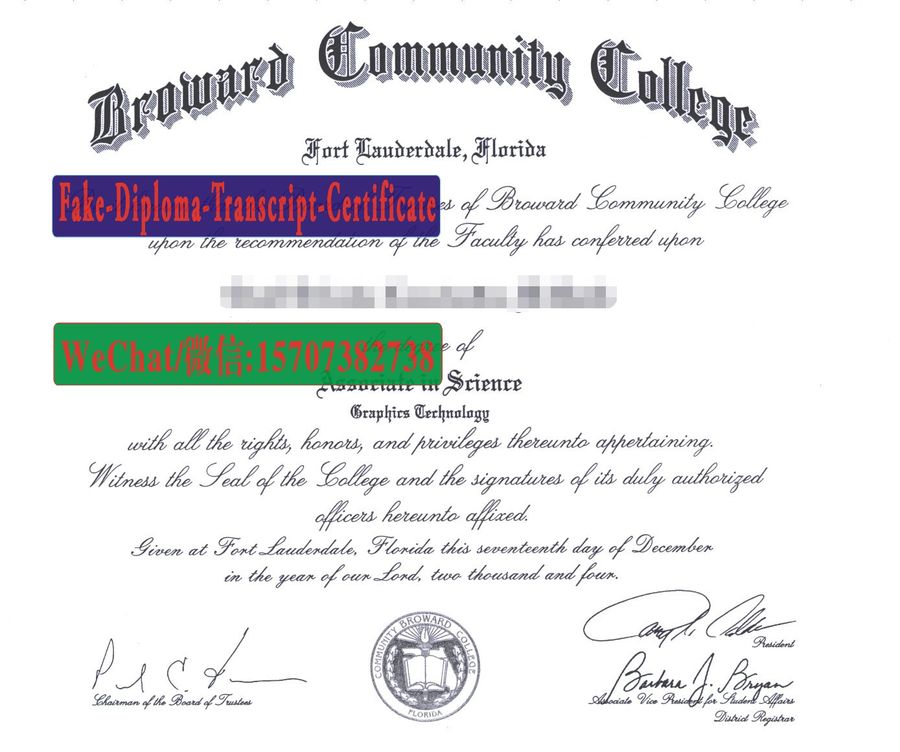 Broward Community College
Fort Lauderdale, Florida
Fake-Diploma-Transcript-Certificate
of Broward Community College
upon the recommendation of the Faculty has conferred upon
the degree of
WeChat/微信:15707382738
Associate in Science
Graphics Technology
with all the rights, honors, and privileges thereunto appertaining.
Witness the Seal of the College and the signatures of its duly authorized
officers hereunto affixed.
Given at Fort Lauderdale, Florida this seventeenth day of December
in the year of our Lord, two thousand and four.
COMMUNITY BROWARD COLLEGE
FLORIDA
Chairman of the Board of Trustees
President
Barbara J. Bryan
Associate Vice President for Student Affairs
District Registrar